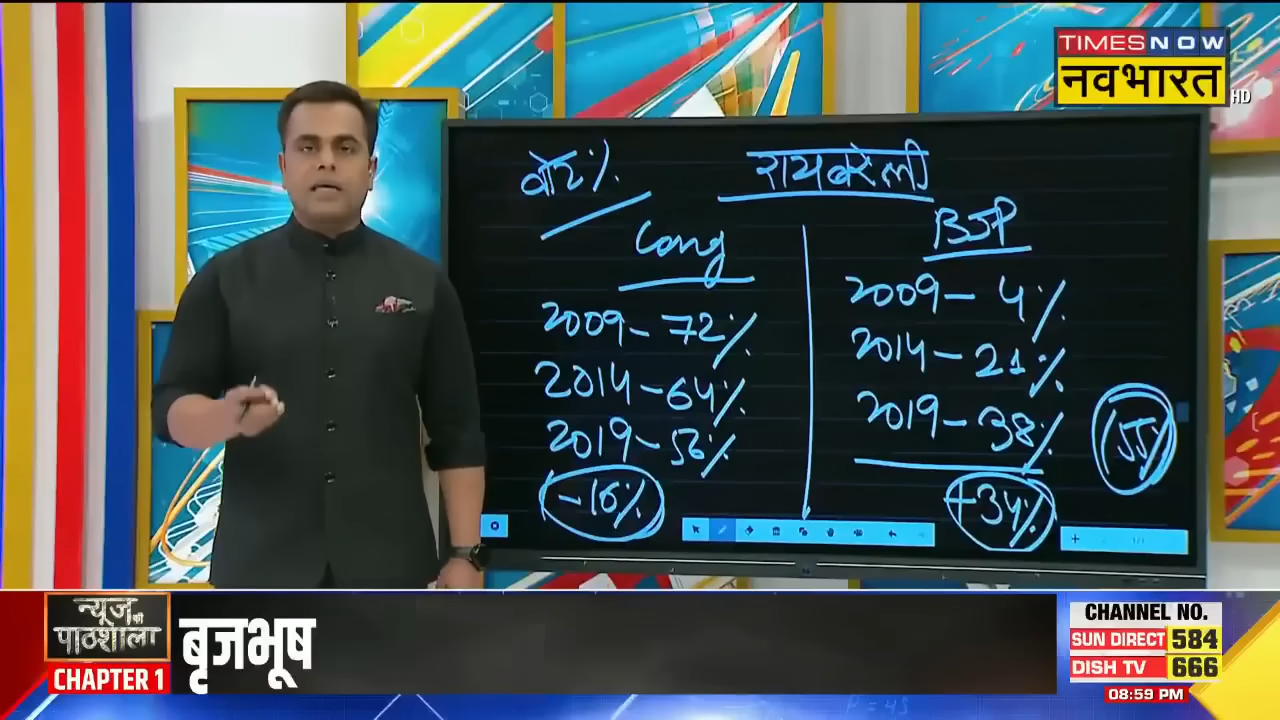 TIMES NOW
नवभारत
HD
वोट%
रायबरेली
Cong
2009-72%
2014-64%
2019-56%
-16%
BJP
2009-4%
2014-21%
2019-38%
+34%
55%
न्यूज़ की
पाठशाला
CHAPTER 1
बृजभूष
CHANNEL NO.
SUN DIRECT 584
DISH TV 666
08:59 PM